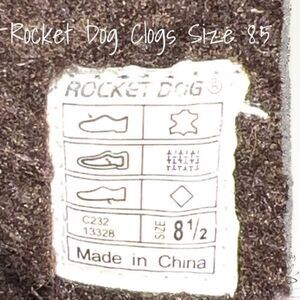 Rocket Dog Clogs Size 8.5
ROCKET DOG®
C232
13328
SIZE 8 1/2
Made in China